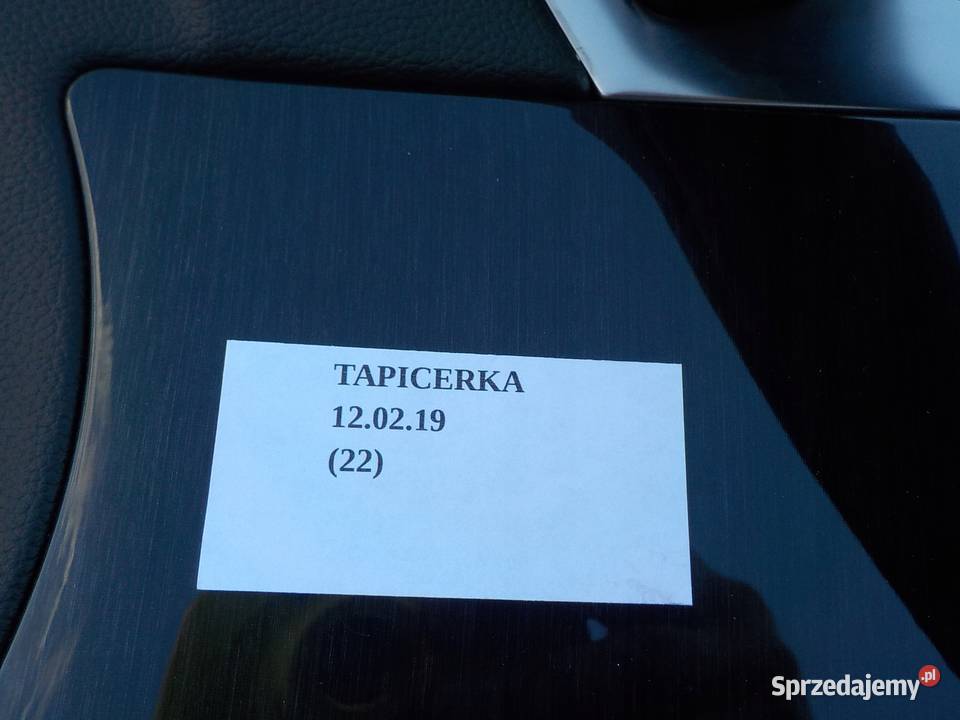 TAPICERKA
12.02.19
(22)
Sprzedajemy.pl